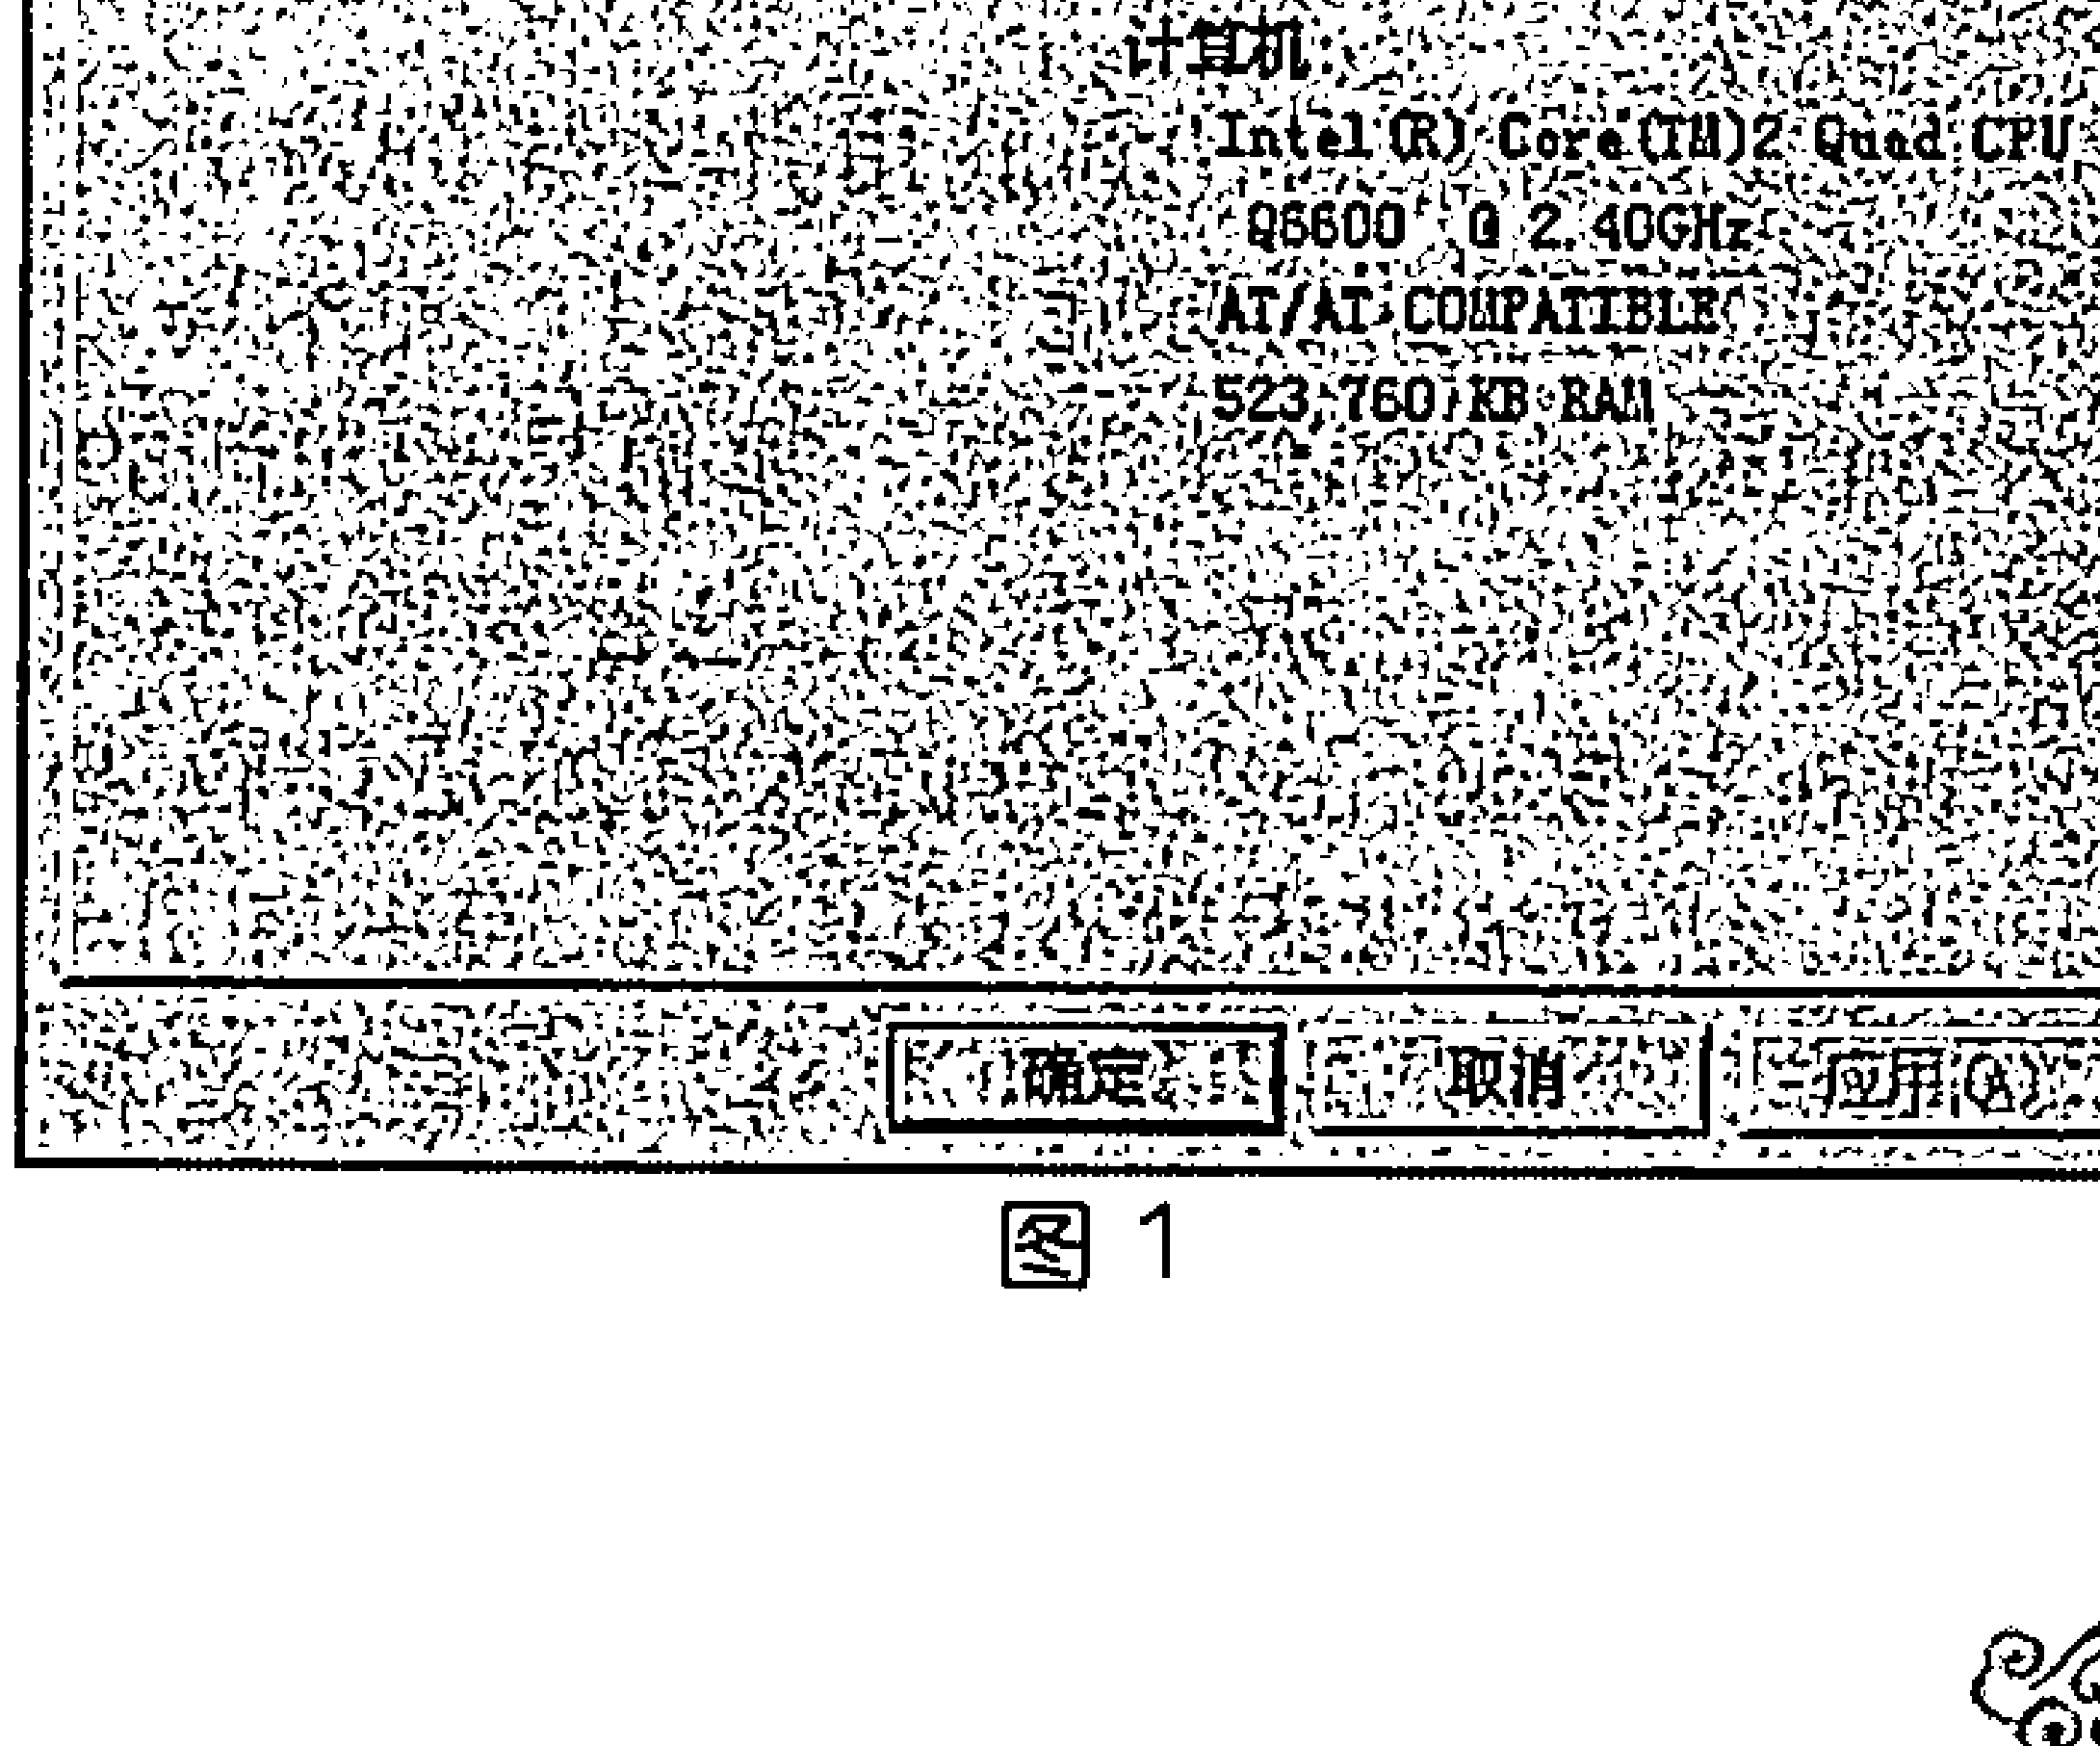 计算机
Intel(R) Core(TM)2 Quad CPU
Q6600 @ 2.40GHz
AT/AT COMPATIBLE
523,760 KB RAM
确定 取消 应用(A)
图 1